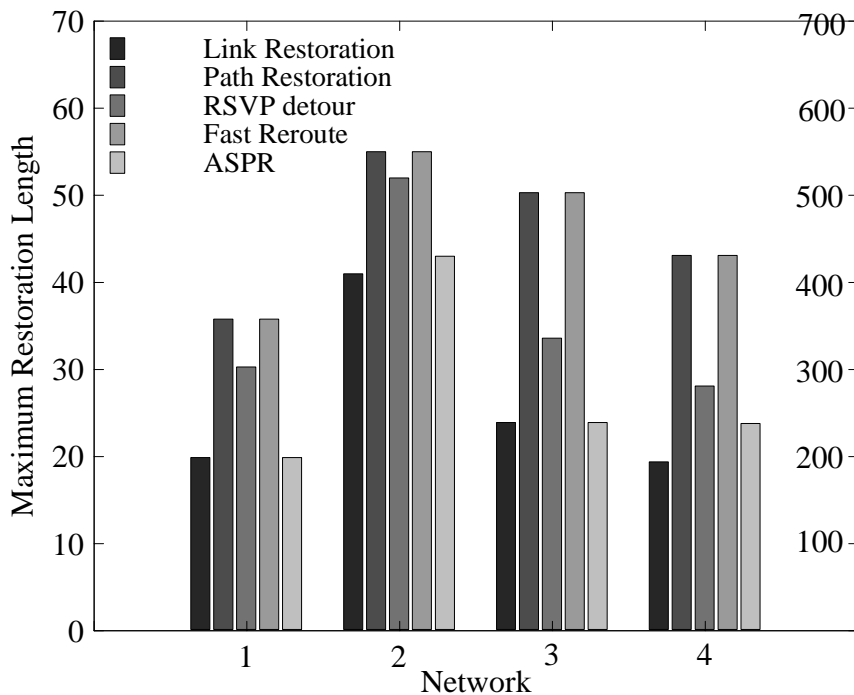 70
60
50
40
30
20
10
0
Maximum Restoration Length
Link Restoration
Path Restoration
RSVP detour
Fast Reroute
ASPR
700
600
500
400
300
200
100
1 2 3 4
Network